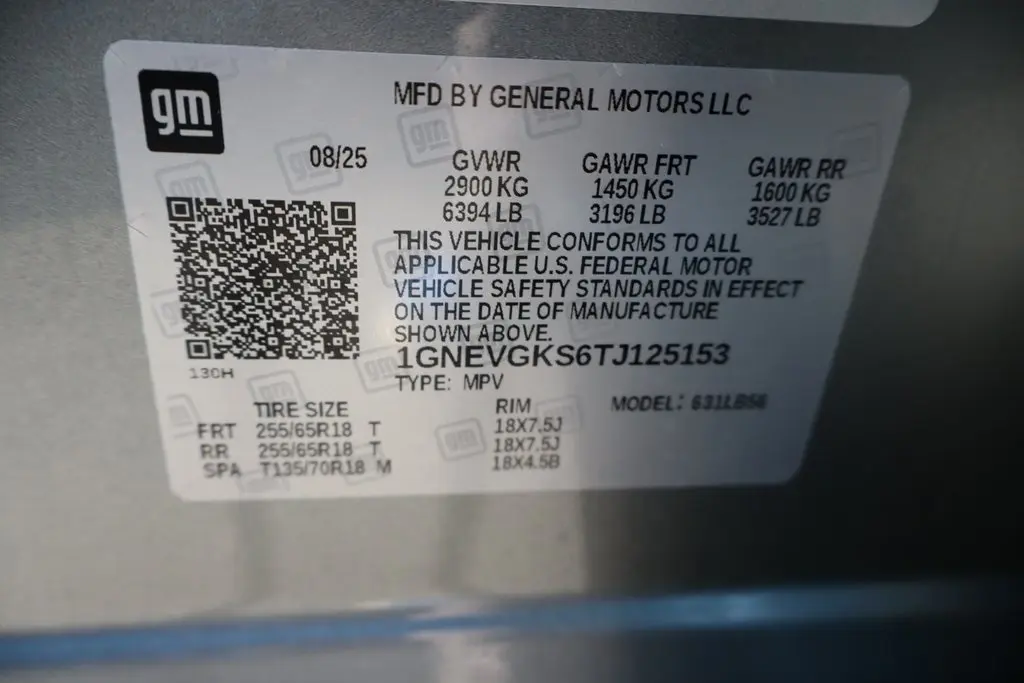 gm
MFD BY GENERAL MOTORS LLC
08/25
GVWR GAWR FRT GAWR RR
2900 KG 1450 KG 1600 KG
6394 LB 3196 LB 3527 LB
THIS VEHICLE CONFORMS TO ALL
APPLICABLE U.S. FEDERAL MOTOR
VEHICLE SAFETY STANDARDS IN EFFECT
ON THE DATE OF MANUFACTURE
SHOWN ABOVE.
1GNEVGKS6TJ125153
130H
TYPE: MPV
TIRE SIZE RIM MODEL: 631LB56
FRT 255/65R18 T 18X7.5J
RR 255/65R18 T 18X7.5J
SPA T135/70R18 M 18X4.5B